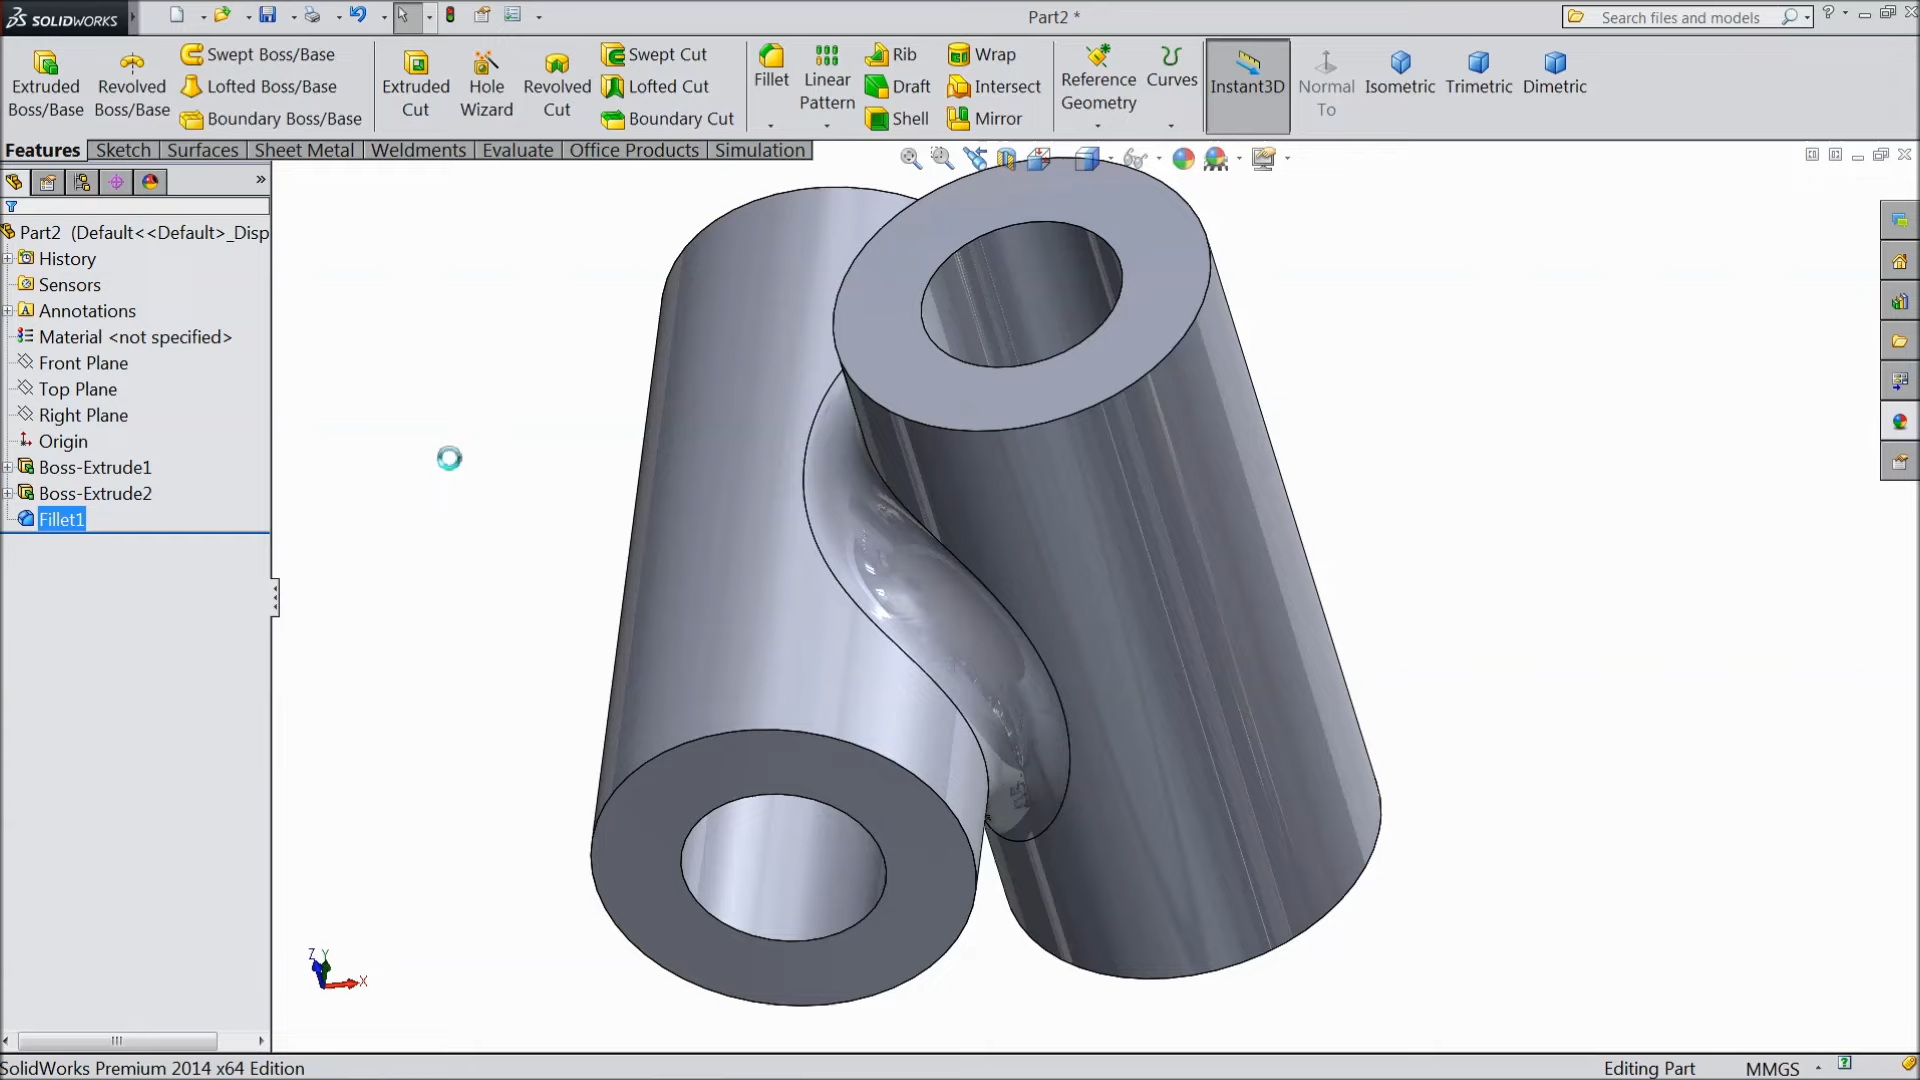 SOLIDWORKS
Part2 *
Search files and models
Extruded Boss/Base
Revolved Boss/Base
Swept Boss/Base
Lofted Boss/Base
Boundary Boss/Base
Extruded Cut
Hole Wizard
Revolved Cut
Swept Cut
Lofted Cut
Boundary Cut
Fillet
Linear Pattern
Rib
Draft
Shell
Wrap
Intersect
Mirror
Reference Geometry
Curves
Instant3D
Normal To
Isometric
Trimetric
Dimetric
Features
Sketch
Surfaces
Sheet Metal
Weldments
Evaluate
Office Products
Simulation
Part2 (Default<<Default>_Disp
History
Sensors
Annotations
Material <not specified>
Front Plane
Top Plane
Right Plane
Origin
Boss-Extrude1
Boss-Extrude2
Fillet1
Z Y
X
SolidWorks Premium 2014 x64 Edition
Editing Part
MMGS